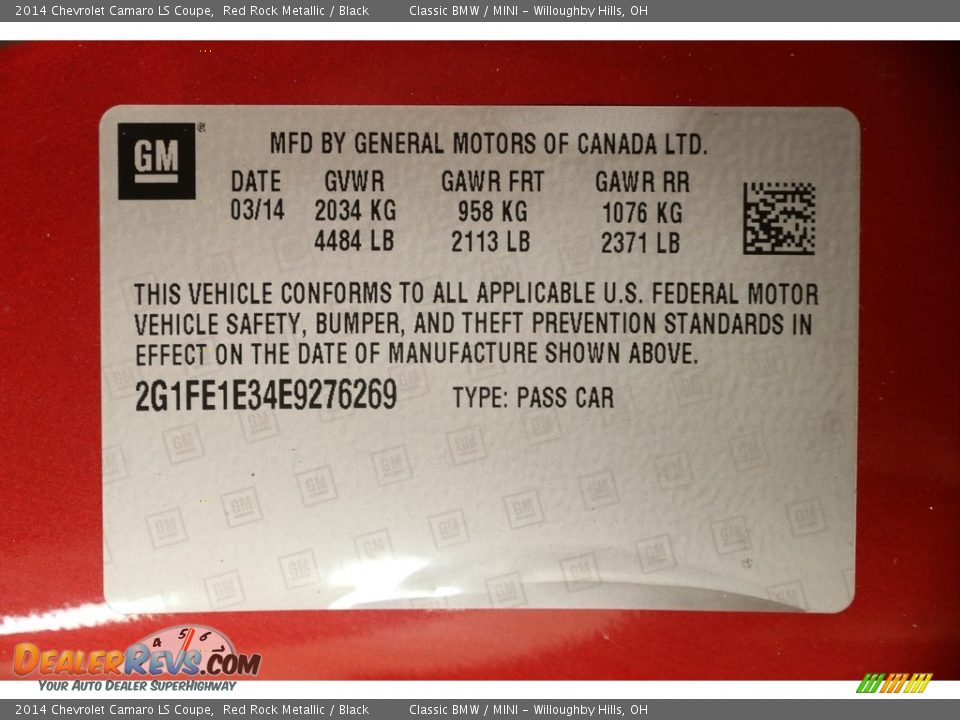 2014 Chevrolet Camaro LS Coupe, Red Rock Metallic / Black Classic BMW / MINI - Willoughby Hills, OH
GM ®
MFD BY GENERAL MOTORS OF CANADA LTD.
DATE GVWR GAWR FRT GAWR RR
03/14 2034 KG 958 KG 1076 KG
4484 LB 2113 LB 2371 LB
THIS VEHICLE CONFORMS TO ALL APPLICABLE U.S. FEDERAL MOTOR
VEHICLE SAFETY, BUMPER, AND THEFT PREVENTION STANDARDS IN
EFFECT ON THE DATE OF MANUFACTURE SHOWN ABOVE.
2G1FE1E34E9276269 TYPE: PASS CAR
4 5 6
DEALERREVS.COM
YOUR AUTO DEALER SUPERHIGHWAY
2014 Chevrolet Camaro LS Coupe, Red Rock Metallic / Black Classic BMW / MINI - Willoughby Hills, OH